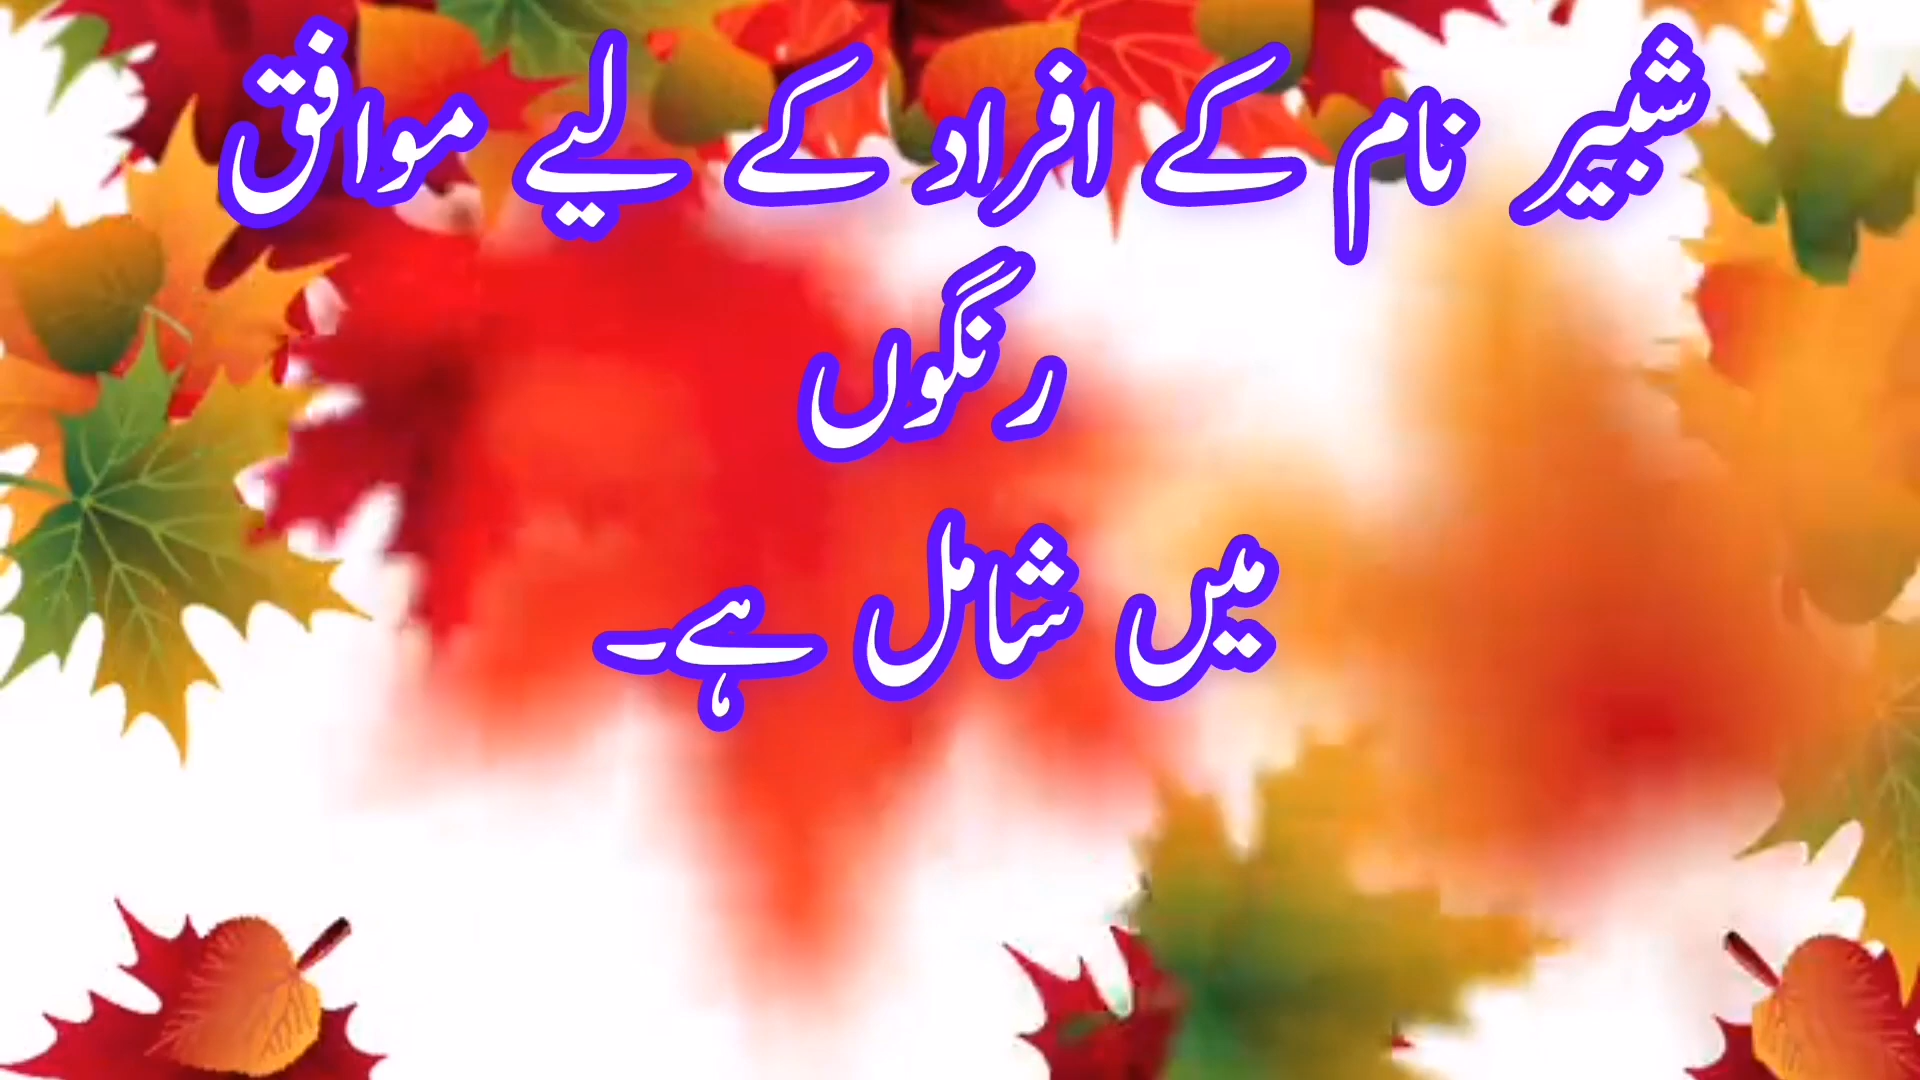 شبیر نام کے افراد کے لیے موافق
رنگوں
میں شامل ہے۔